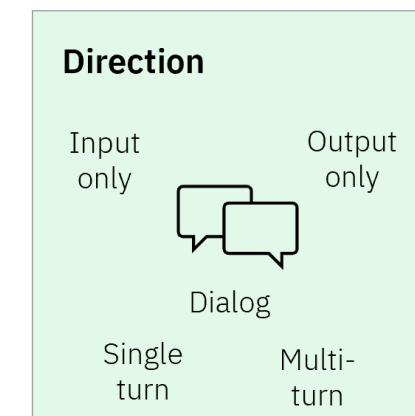 Direction
Input
only
Output
only
Dialog
Single
turn
Multi-
turn